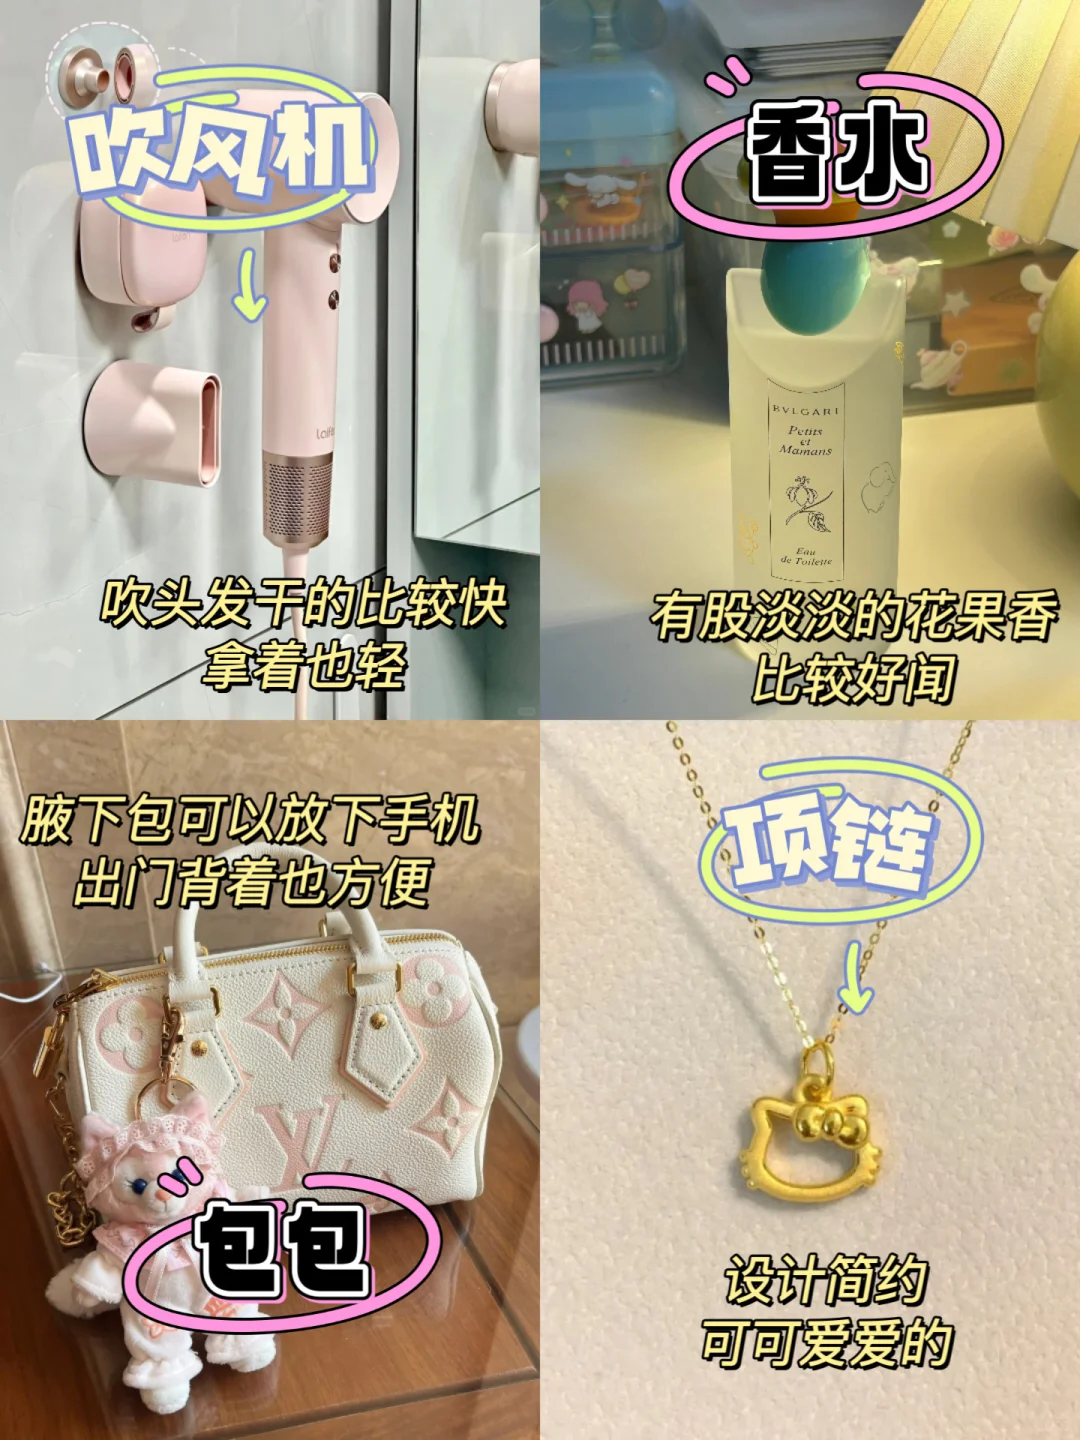 吹风机
吹头发干的比较快
拿着也轻
香水
BVLGARI
Petits
et
Mamans
Eau
de Toilette
有股淡淡的花果香
比较好闻
腋下包可以放下手机
出门背着也方便
LV
包包
项链
设计简约
可可爱爱的